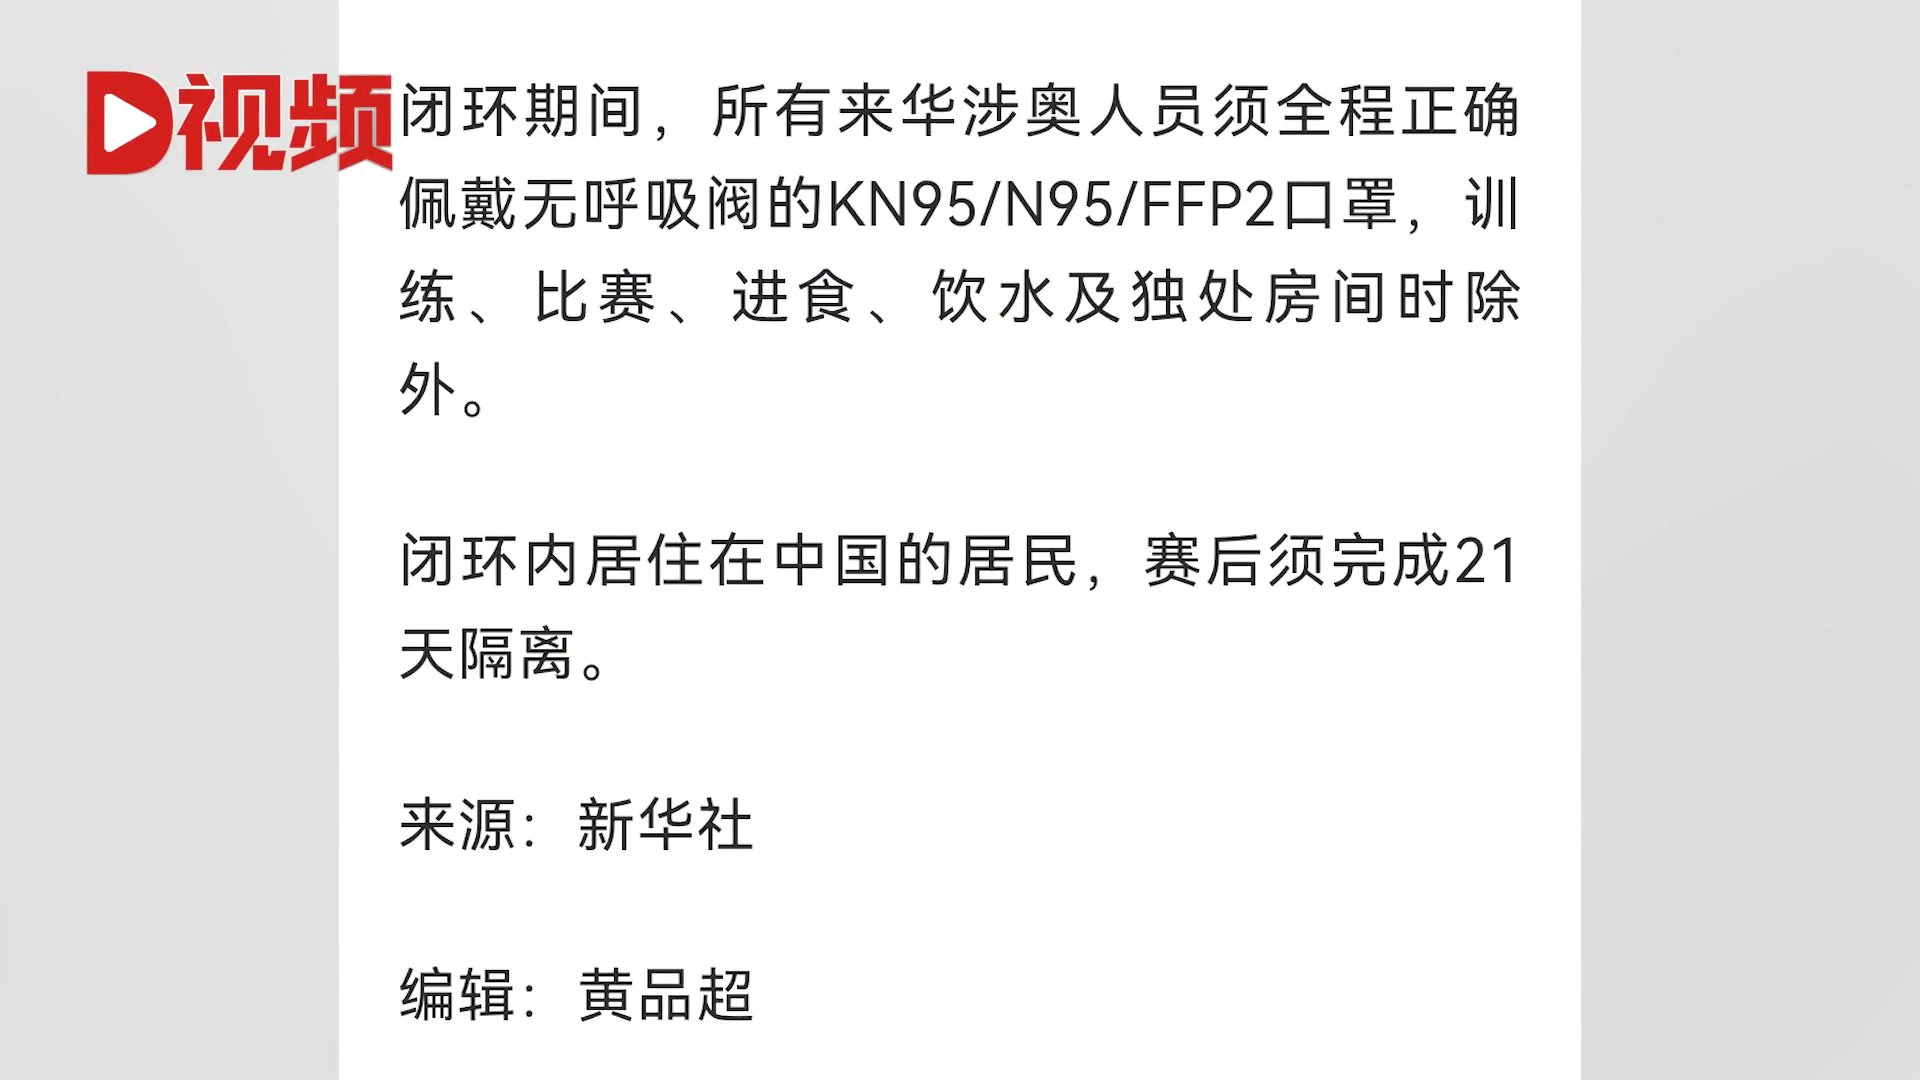 D视频
闭环期间，所有来华涉奥人员须全程正确
佩戴无呼吸阀的KN95/N95/FFP2口罩，训
练、比赛、进食、饮水及独处房间时除
外。
闭环内居住在中国的居民，赛后须完成21
天隔离。
来源：新华社
编辑：黄品超